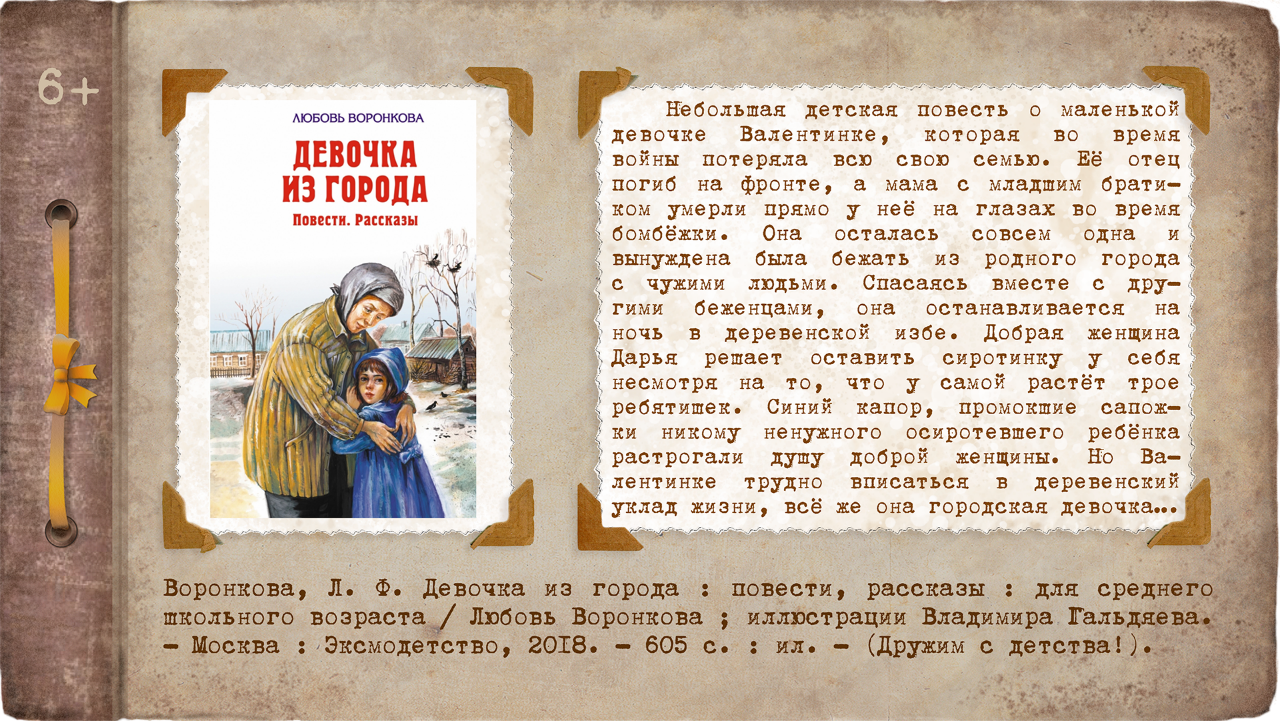 6+
ЛЮБОВЬ ВОРОНКОВА
ДЕВОЧКА
ИЗ ГОРОДА
Повести. Рассказы
Небольшая детская повесть о маленькой
девочке Валентинке, которая во время
войны потеряла всю свою семью. Её отец
погиб на фронте, а мама с младшим брати–
ком умерли прямо у неё на глазах во время
бомбёжки. Она осталась совсем одна и
вынуждена была бежать из родного города
с чужими людьми. Спасаясь вместе с дру–
гими беженцами, она останавливается на
ночь в деревенской избе. Добрая женщина
Дарья решает оставить сиротинку у себя
несмотря на то, что у самой растёт трое
ребятишек. Синий капор, промокшие сапож–
ки никому ненужного осиротевшего ребёнка
растрогали душу доброй женщины. Но Ва–
лентинке трудно вписаться в деревенский
уклад жизни, всё же она городская девочка...
Воронкова, Л. Ф. Девочка из города : повести, рассказы : для среднего
школьного возраста / Любовь Воронкова ; иллюстрации Владимира Гальдяева.
– Москва : Эксмодетство, 2018. – 605 с. : ил. – (Дружим с детства!).